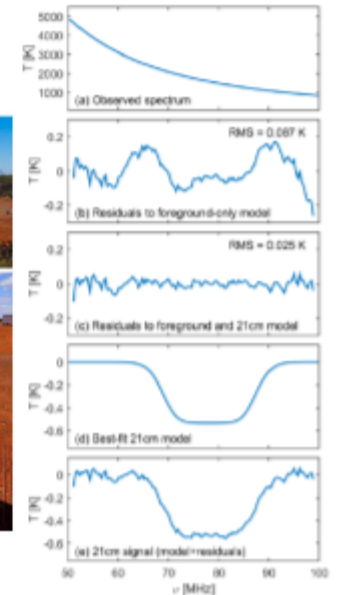 5000
4000
3000
2000
1000
T [K]
(a) Observed spectrum
0.2
0
-0.2
T [K]
RMS = 0.087 K
(b) Residuals to foreground-only model
0.2
0
-0.2
T [K]
RMS = 0.025 K
(c) Residuals to foreground and 21cm model
0
-0.2
-0.4
-0.6
T [K]
(d) Best-fit 21cm model
0
-0.2
-0.4
-0.6
T [K]
(e) 21cm signal (model+residuals)
50 60 70 80 90 100
ν [MHz]